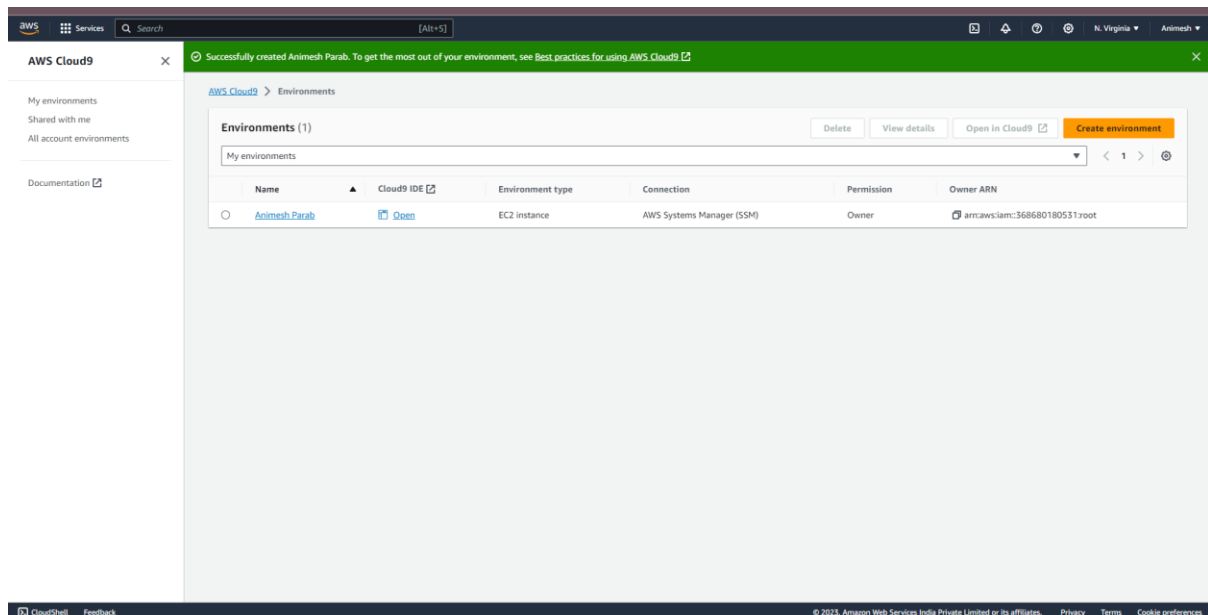 aws Services Search [Alt+S] N. Virginia Animesh
AWS Cloud9
Successfully created Animesh Parab. To get the most out of your environment, see Best practices for using AWS Cloud9
My environments
Shared with me
All account environments
Documentation
AWS Cloud9 > Environments
Environments (1) Delete View details Open in Cloud9 Create environment
My environments 1
Name Cloud9 IDE Environment type Connection Permission Owner ARN
Animesh Parab Open EC2 instance AWS Systems Manager (SSM) Owner arn:aws:iam::368680180531:root
CloudShell Feedback © 2023, Amazon Web Services India Private Limited or its affiliates. Privacy Terms Cookie preferences